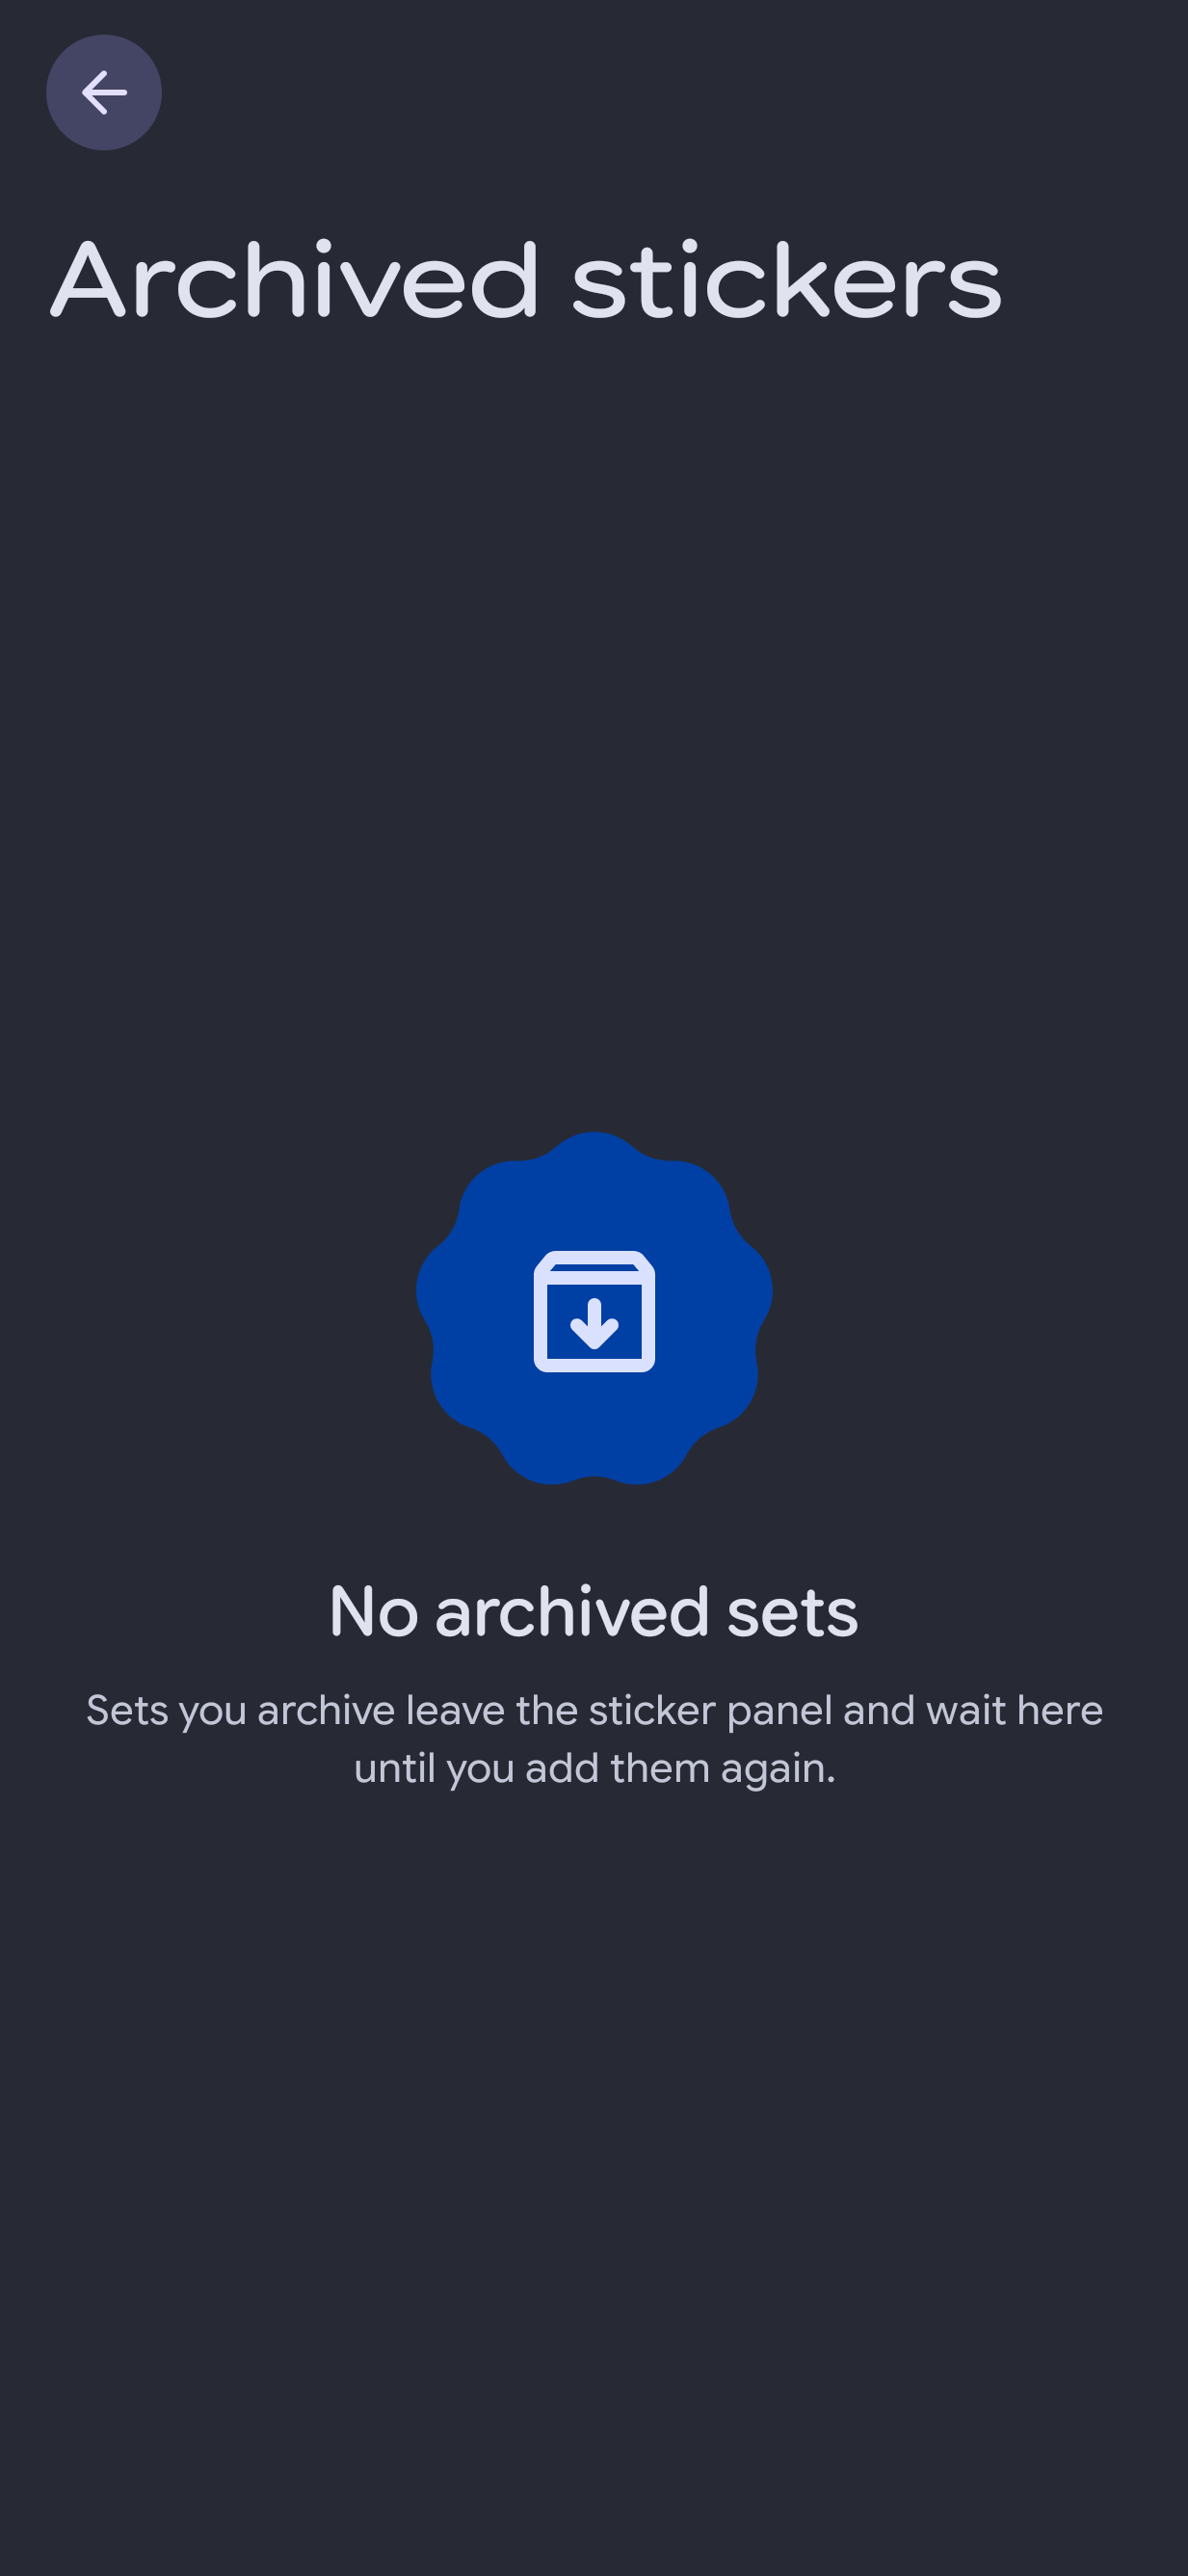 Archived stickers
No archived sets
Sets you archive leave the sticker panel and wait here
until you add them again.